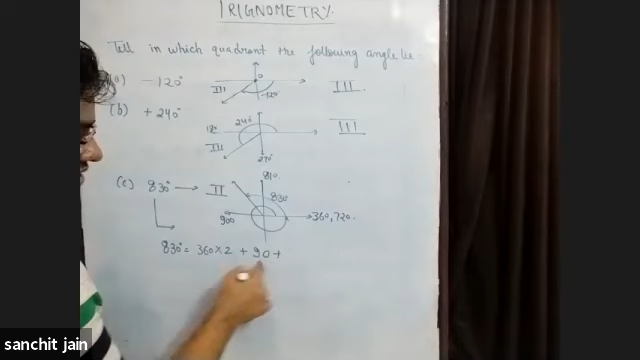 TRIGNOMETRY.
Tell in which quadrant the following angle lie.
(a) -120° O -120 III III.
(b) +240° 240° 180 III 270 III
(c) 830° → II 810 830 900 360, 720.
830° = 360 × 2 + 90 +
sanchit jain